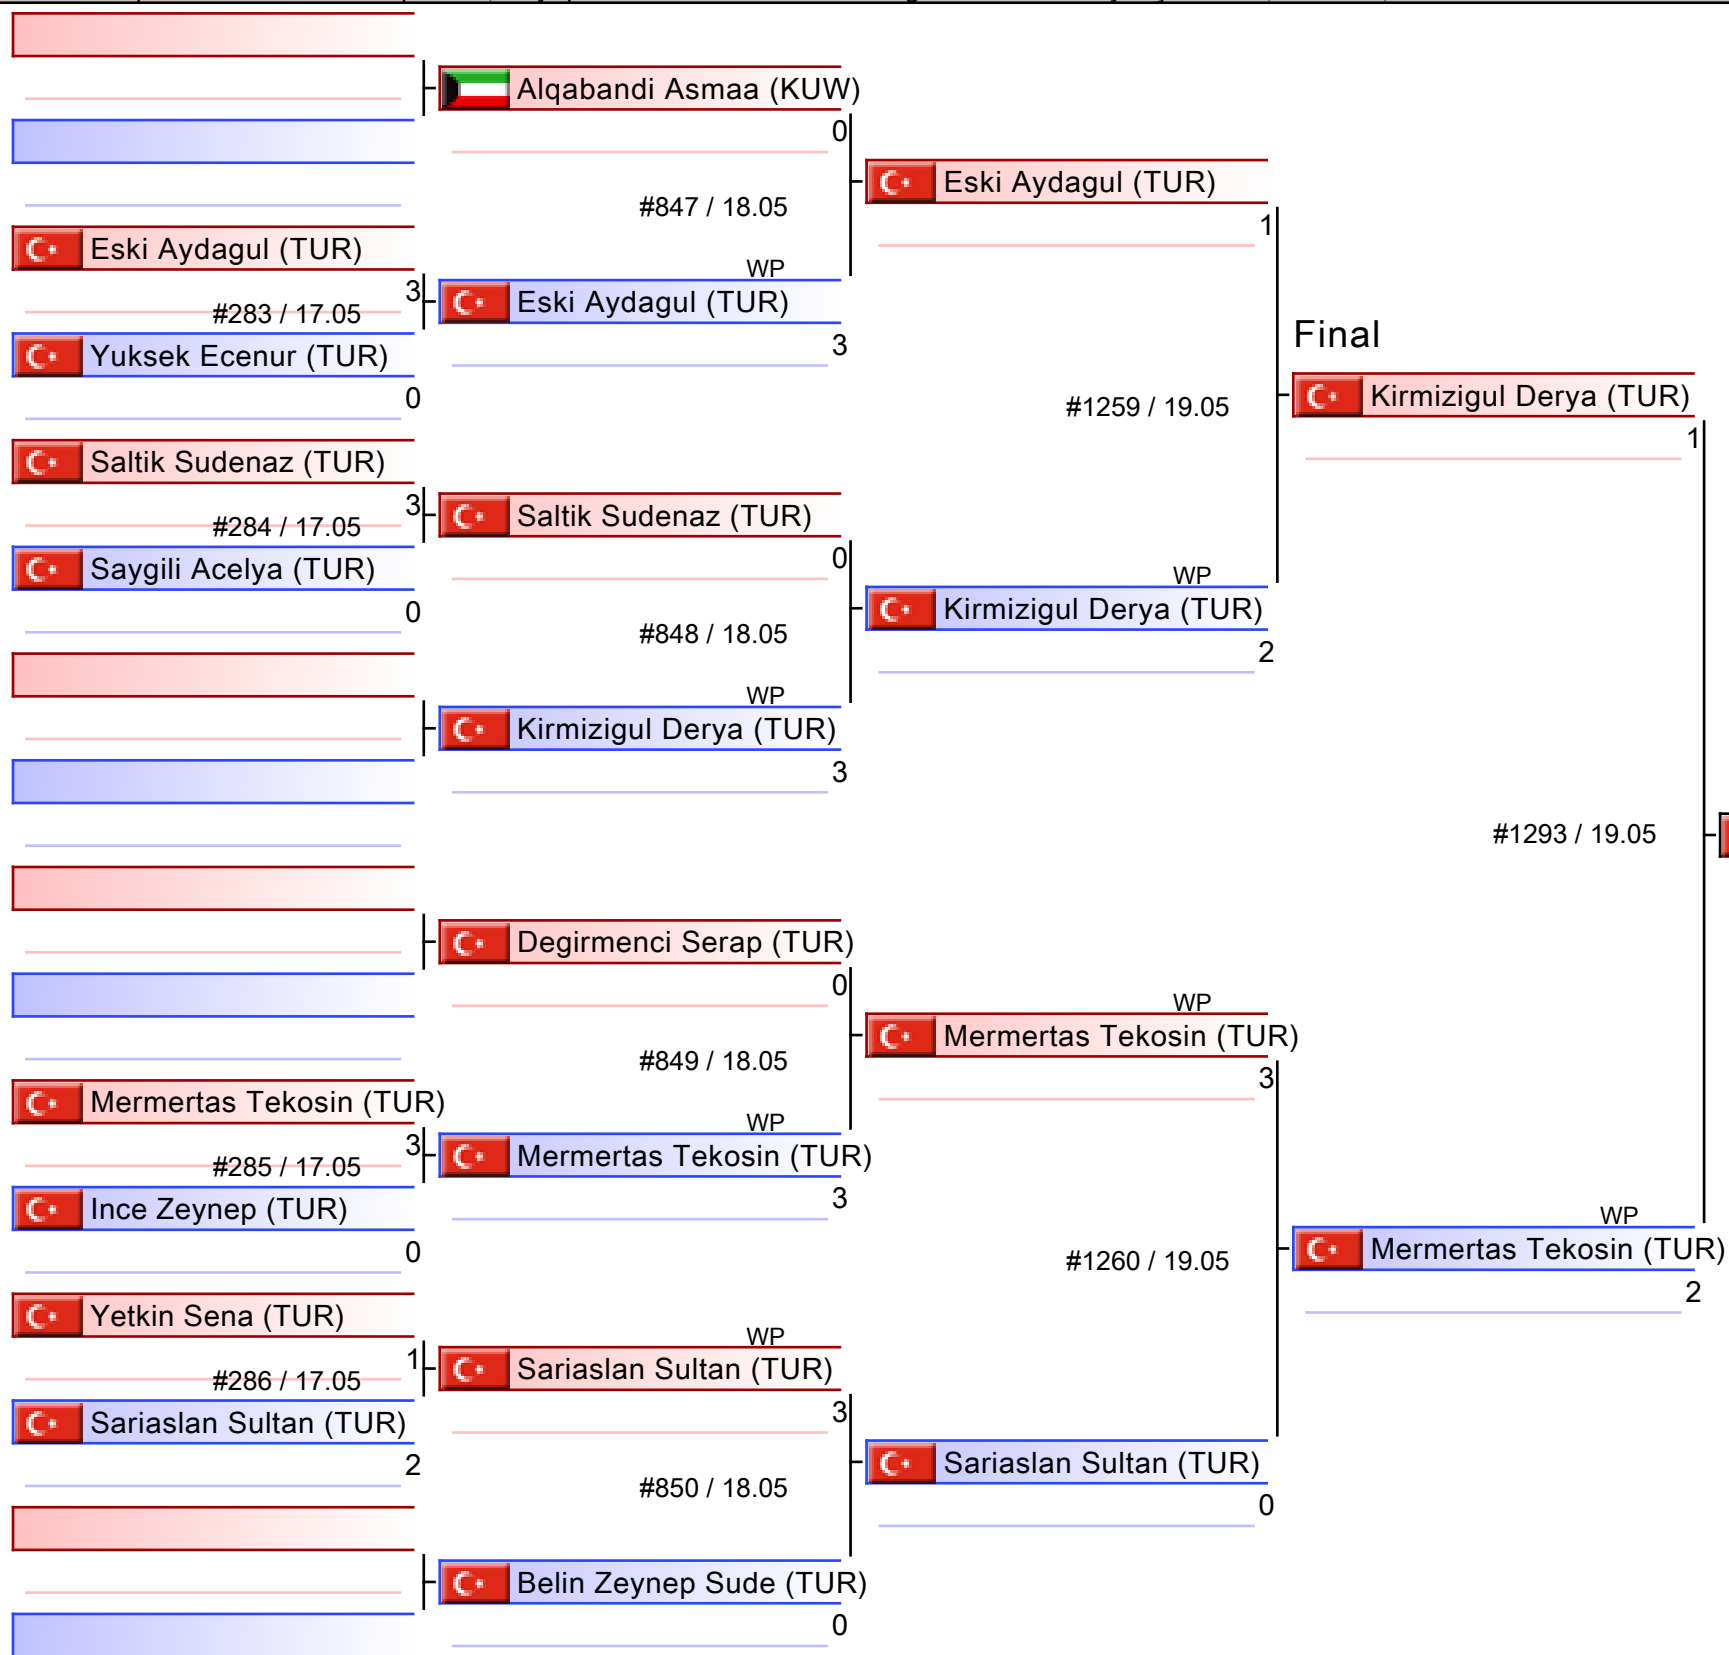 Alqabandi Asmaa (KUW)
0
#847 / 18.05
WP
Eski Aydagul (TUR)
3
Eski Aydagul (TUR)
3
#283 / 17.05
Yuksek Ecenur (TUR)
0
Saltik Sudenaz (TUR)
3
#284 / 17.05
Saygili Acelya (TUR)
0
Saltik Sudenaz (TUR)
0
#848 / 18.05
WP
Kirmizigul Derya (TUR)
3
Eski Aydagul (TUR)
1
#1259 / 19.05
WP
Kirmizigul Derya (TUR)
2
Final
Kirmizigul Derya (TUR)
1
#1293 / 19.05
Degirmenci Serap (TUR)
0
#849 / 18.05
WP
Mermertas Tekosin (TUR)
3
Mermertas Tekosin (TUR)
3
#285 / 17.05
Ince Zeynep (TUR)
0
Yetkin Sena (TUR)
1
#286 / 17.05
Sariaslan Sultan (TUR)
2
WP
Sariaslan Sultan (TUR)
3
#850 / 18.05
Belin Zeynep Sude (TUR)
0
WP
Mermertas Tekosin (TUR)
3
#1260 / 19.05
Sariaslan Sultan (TUR)
0
WP
Mermertas Tekosin (TUR)
2